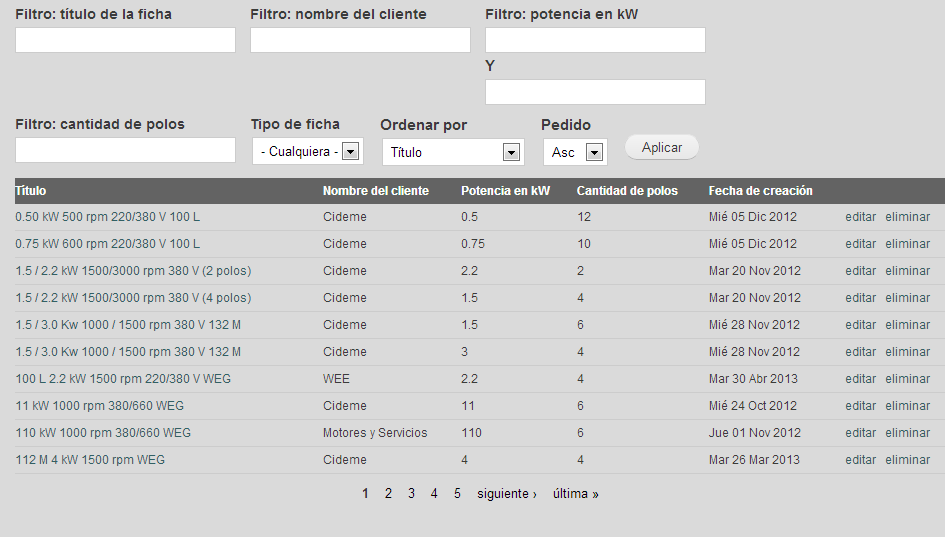 Filtro: título de la ficha Filtro: nombre del cliente Filtro: potencia en kW
Y
Filtro: cantidad de polos Tipo de ficha Ordenar por Pedido
- Cualquiera - Título Asc Aplicar
Título Nombre del cliente Potencia en kW Cantidad de polos Fecha de creación
0.50 kW 500 rpm 220/380 V 100 L Cideme 0.5 12 Mié 05 Dic 2012 editar eliminar
0.75 kW 600 rpm 220/380 V 100 L Cideme 0.75 10 Mié 05 Dic 2012 editar eliminar
1.5 / 2.2 kW 1500/3000 rpm 380 V (2 polos) Cideme 2.2 2 Mar 20 Nov 2012 editar eliminar
1.5 / 2.2 kW 1500/3000 rpm 380 V (4 polos) Cideme 1.5 4 Mar 20 Nov 2012 editar eliminar
1.5 / 3.0 Kw 1000 / 1500 rpm 380 V 132 M Cideme 1.5 6 Mié 28 Nov 2012 editar eliminar
1.5 / 3.0 Kw 1000 / 1500 rpm 380 V 132 M Cideme 3 4 Mié 28 Nov 2012 editar eliminar
100 L 2.2 kW 1500 rpm 220/380 V WEG WEE 2.2 4 Mar 30 Abr 2013 editar eliminar
11 kW 1000 rpm 380/660 WEG Cideme 11 6 Mié 24 Oct 2012 editar eliminar
110 kW 1000 rpm 380/660 WEG Motores y Servicios 110 6 Jue 01 Nov 2012 editar eliminar
112 M 4 kW 1500 rpm WEG Cideme 4 4 Mar 26 Mar 2013 editar eliminar
1 2 3 4 5 siguiente › última »